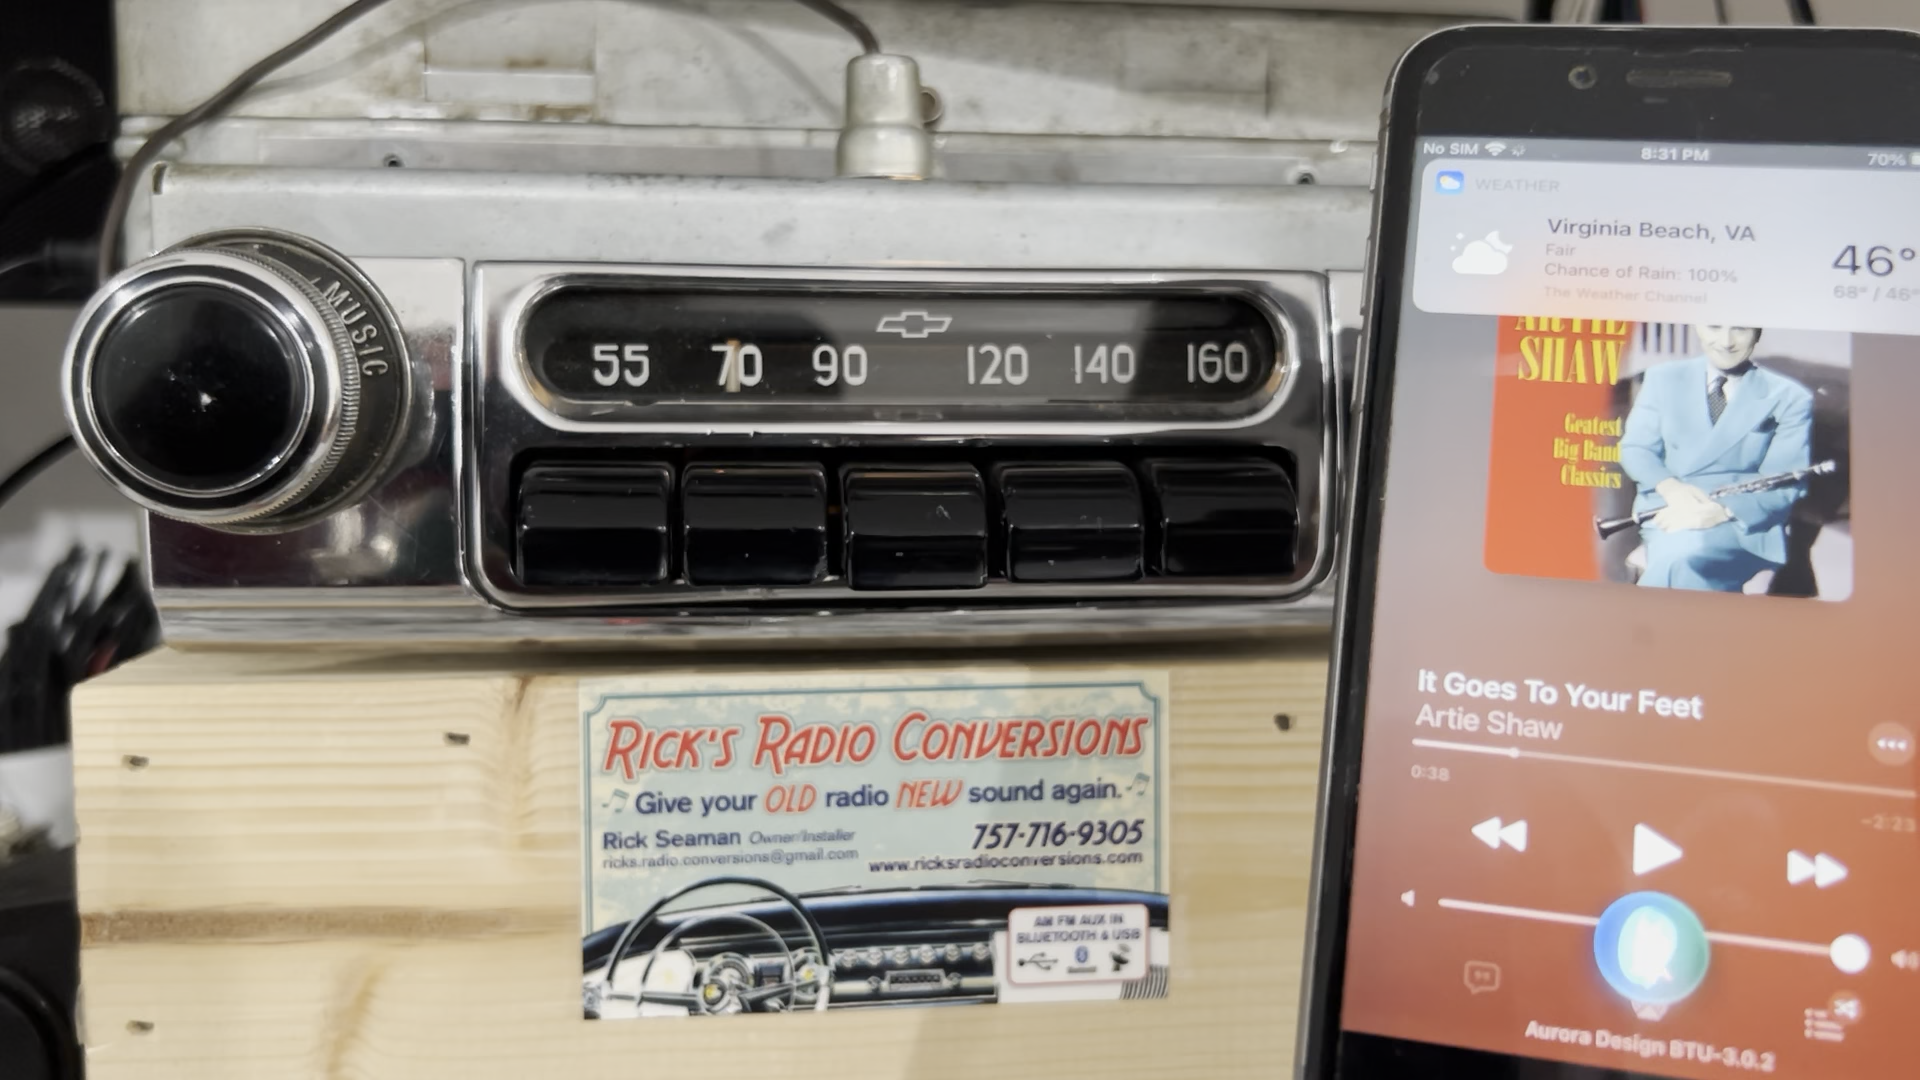 MUSIC
55 70 90 120 140 160
RICK'S RADIO CONVERSIONS
Give your OLD radio NEW sound again.
Rick Seaman Owner/Installer
757-716-9305
ricks.radio.conversions@gmail.com
www.ricksradioconversions.com
AM FM AUX IN
BLUETOOTH & USB
No SIM 8:31 PM 70%
WEATHER
Virginia Beach, VA
46°
Fair
Chance of Rain: 100%
68° / 46°
The Weather Channel
ARTIE
SHAW
Greatest
Big Band
Classics
It Goes To Your Feet
Artie Shaw
0:38
-2:23
Aurora Design BTU-3.0.2